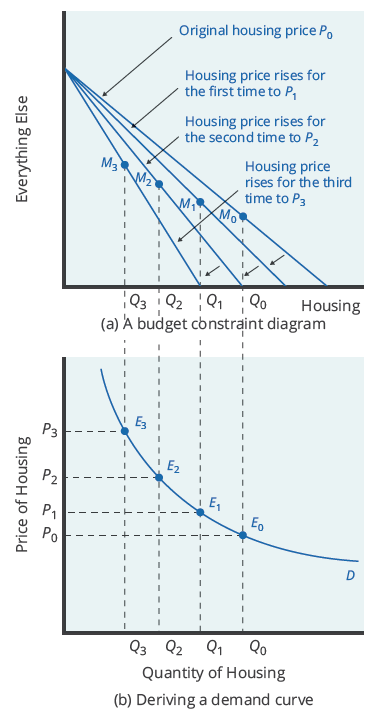 Original housing price P₀
Housing price rises for
the first time to P₁
Housing price rises for
the second time to P₂
Housing price
rises for the third
time to P₃
Everything Else
M₃
M₂
M₁
M₀
Q₃ Q₂ Q₁ Q₀
Housing
(a) A budget constraint diagram
Price of Housing
P₃
P₂
P₁
P₀
E₃
E₂
E₁
E₀
D
Q₃ Q₂ Q₁ Q₀
Quantity of Housing
(b) Deriving a demand curve